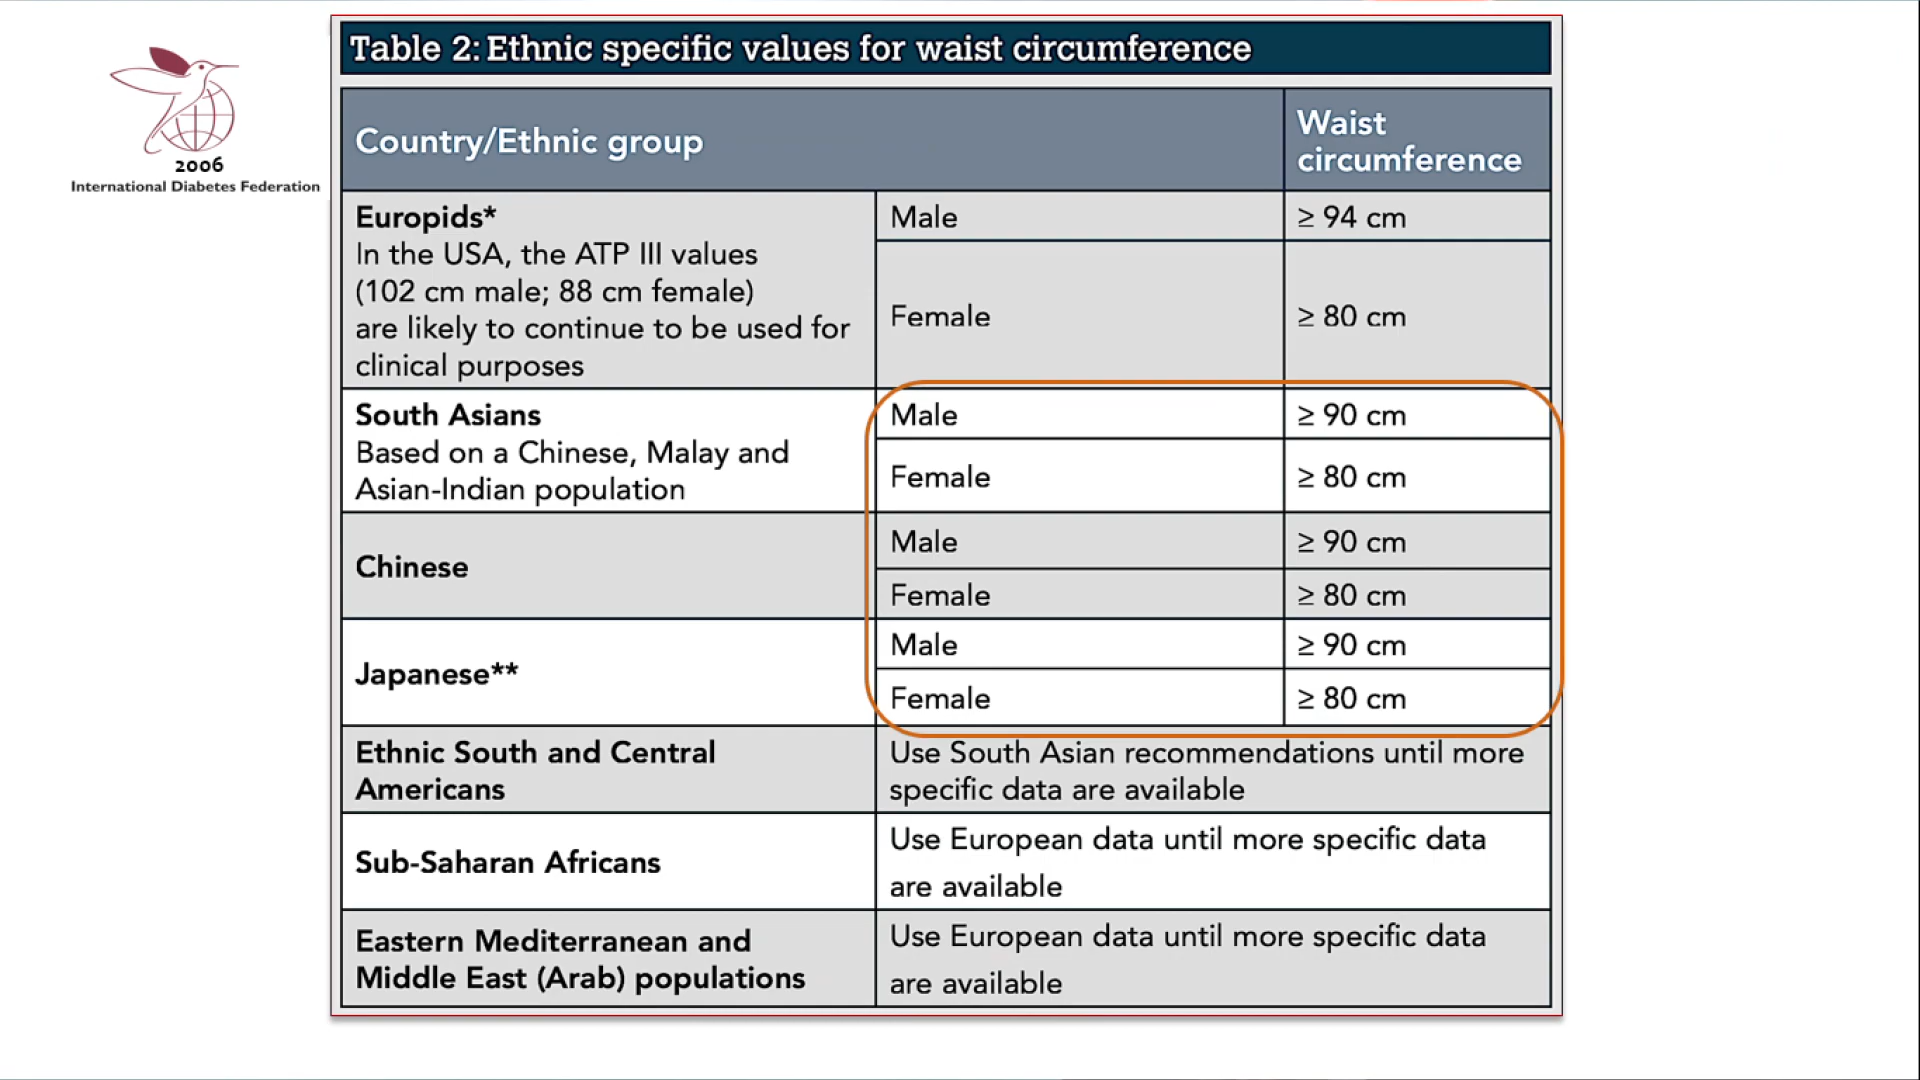 2006
International Diabetes Federation
Table 2: Ethnic specific values for waist circumference
Country/Ethnic group
Waist
circumference
Europids*
In the USA, the ATP III values
(102 cm male; 88 cm female)
are likely to continue to be used for
clinical purposes
Male
≥ 94 cm
Female
≥ 80 cm
South Asians
Based on a Chinese, Malay and
Asian-Indian population
Male
≥ 90 cm
Female
≥ 80 cm
Chinese
Male
≥ 90 cm
Female
≥ 80 cm
Japanese**
Male
≥ 90 cm
Female
≥ 80 cm
Ethnic South and Central
Americans
Use South Asian recommendations until more
specific data are available
Sub-Saharan Africans
Use European data until more specific data
are available
Eastern Mediterranean and
Middle East (Arab) populations
Use European data until more specific data
are available